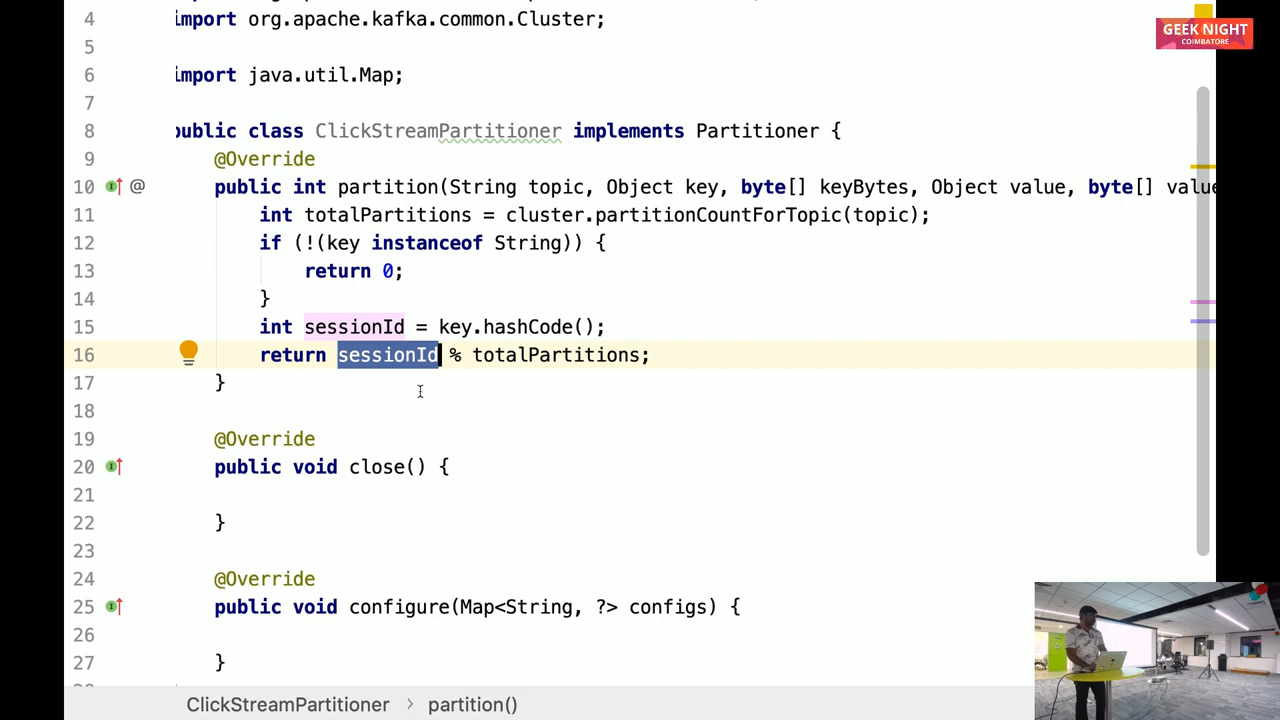 GEEK NIGHT
COIMBATORE
4 import org.apache.kafka.common.Cluster;
5
6 import java.util.Map;
7
8 public class ClickStreamPartitioner implements Partitioner {
9 @Override
10 @ public int partition(String topic, Object key, byte[] keyBytes, Object value, byte[] value
11 int totalPartitions = cluster.partitionCountForTopic(topic);
12 if (!(key instanceof String)) {
13 return 0;
14 }
15 int sessionId = key.hashCode();
16 return sessionId % totalPartitions;
17 }
18
19 @Override
20 public void close() {
21
22 }
23
24 @Override
25 public void configure(Map<String, ?> configs) {
26
27 }
ClickStreamPartitioner > partition()